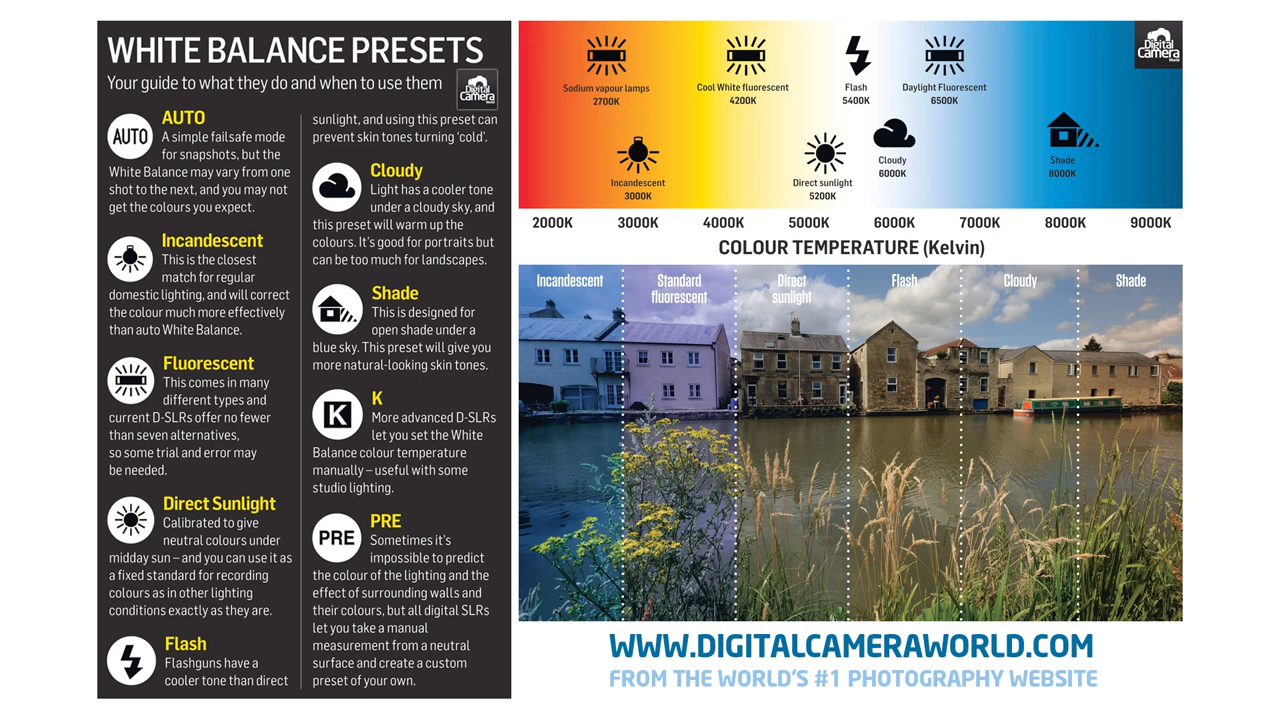 WHITE BALANCE PRESETS
Your guide to what they do and when to use them
Digital
Camera
World
AUTO
AUTO
A simple failsafe mode
for snapshots, but the
White Balance may vary from one
shot to the next, and you may not
get the colours you expect.
Incandescent
This is the closest
match for regular
domestic lighting, and will correct
the colour much more effectively
than auto White Balance.
Fluorescent
This comes in many
different types and
current D-SLRs offer no fewer
than seven alternatives,
so some trial and error may
be needed.
Direct Sunlight
Calibrated to give
neutral colours under
midday sun – and you can use it as
a fixed standard for recording
colours as in other lighting
conditions exactly as they are.
Flash
Flashguns have a
cooler tone than direct
sunlight, and using this preset can
prevent skin tones turning ‘cold’.
Cloudy
Light has a cooler tone
under a cloudy sky, and
this preset will warm up the
colours. It’s good for portraits but
can be too much for landscapes.
Shade
This is designed for
open shade under a
blue sky. This preset will give you
more natural-looking skin tones.
K
K
More advanced D-SLRs
let you set the White
Balance colour temperature
manually – useful with some
studio lighting.
PRE
PRE
Sometimes it’s
impossible to predict
the colour of the lighting and the
effect of surrounding walls and
their colours, but all digital SLRs
let you take a manual
measurement from a neutral
surface and create a custom
preset of your own.
Digital
Camera
World
Sodium vapour lamps
2700K
Cool White fluorescent
4200K
Flash
5400K
Daylight Fluorescent
6500K
Incandescent
3000K
Direct sunlight
5200K
Cloudy
6000K
Shade
8000K
2000K 3000K 4000K 5000K 6000K 7000K 8000K 9000K
COLOUR TEMPERATURE (Kelvin)
Incandescent
Standard
fluorescent
Direct
sunlight
Flash
Cloudy
Shade
WWW.DIGITALCAMERAWORLD.COM
FROM THE WORLD’S #1 PHOTOGRAPHY WEBSITE